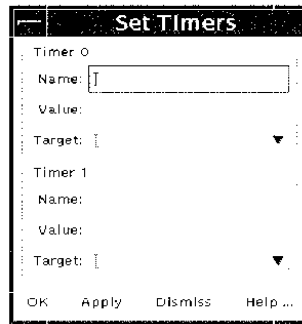 Set Timers
Timer 0
Name:
Value:
Target:
Timer 1
Name:
Value:
Target:
OK Apply Dismiss Help ...